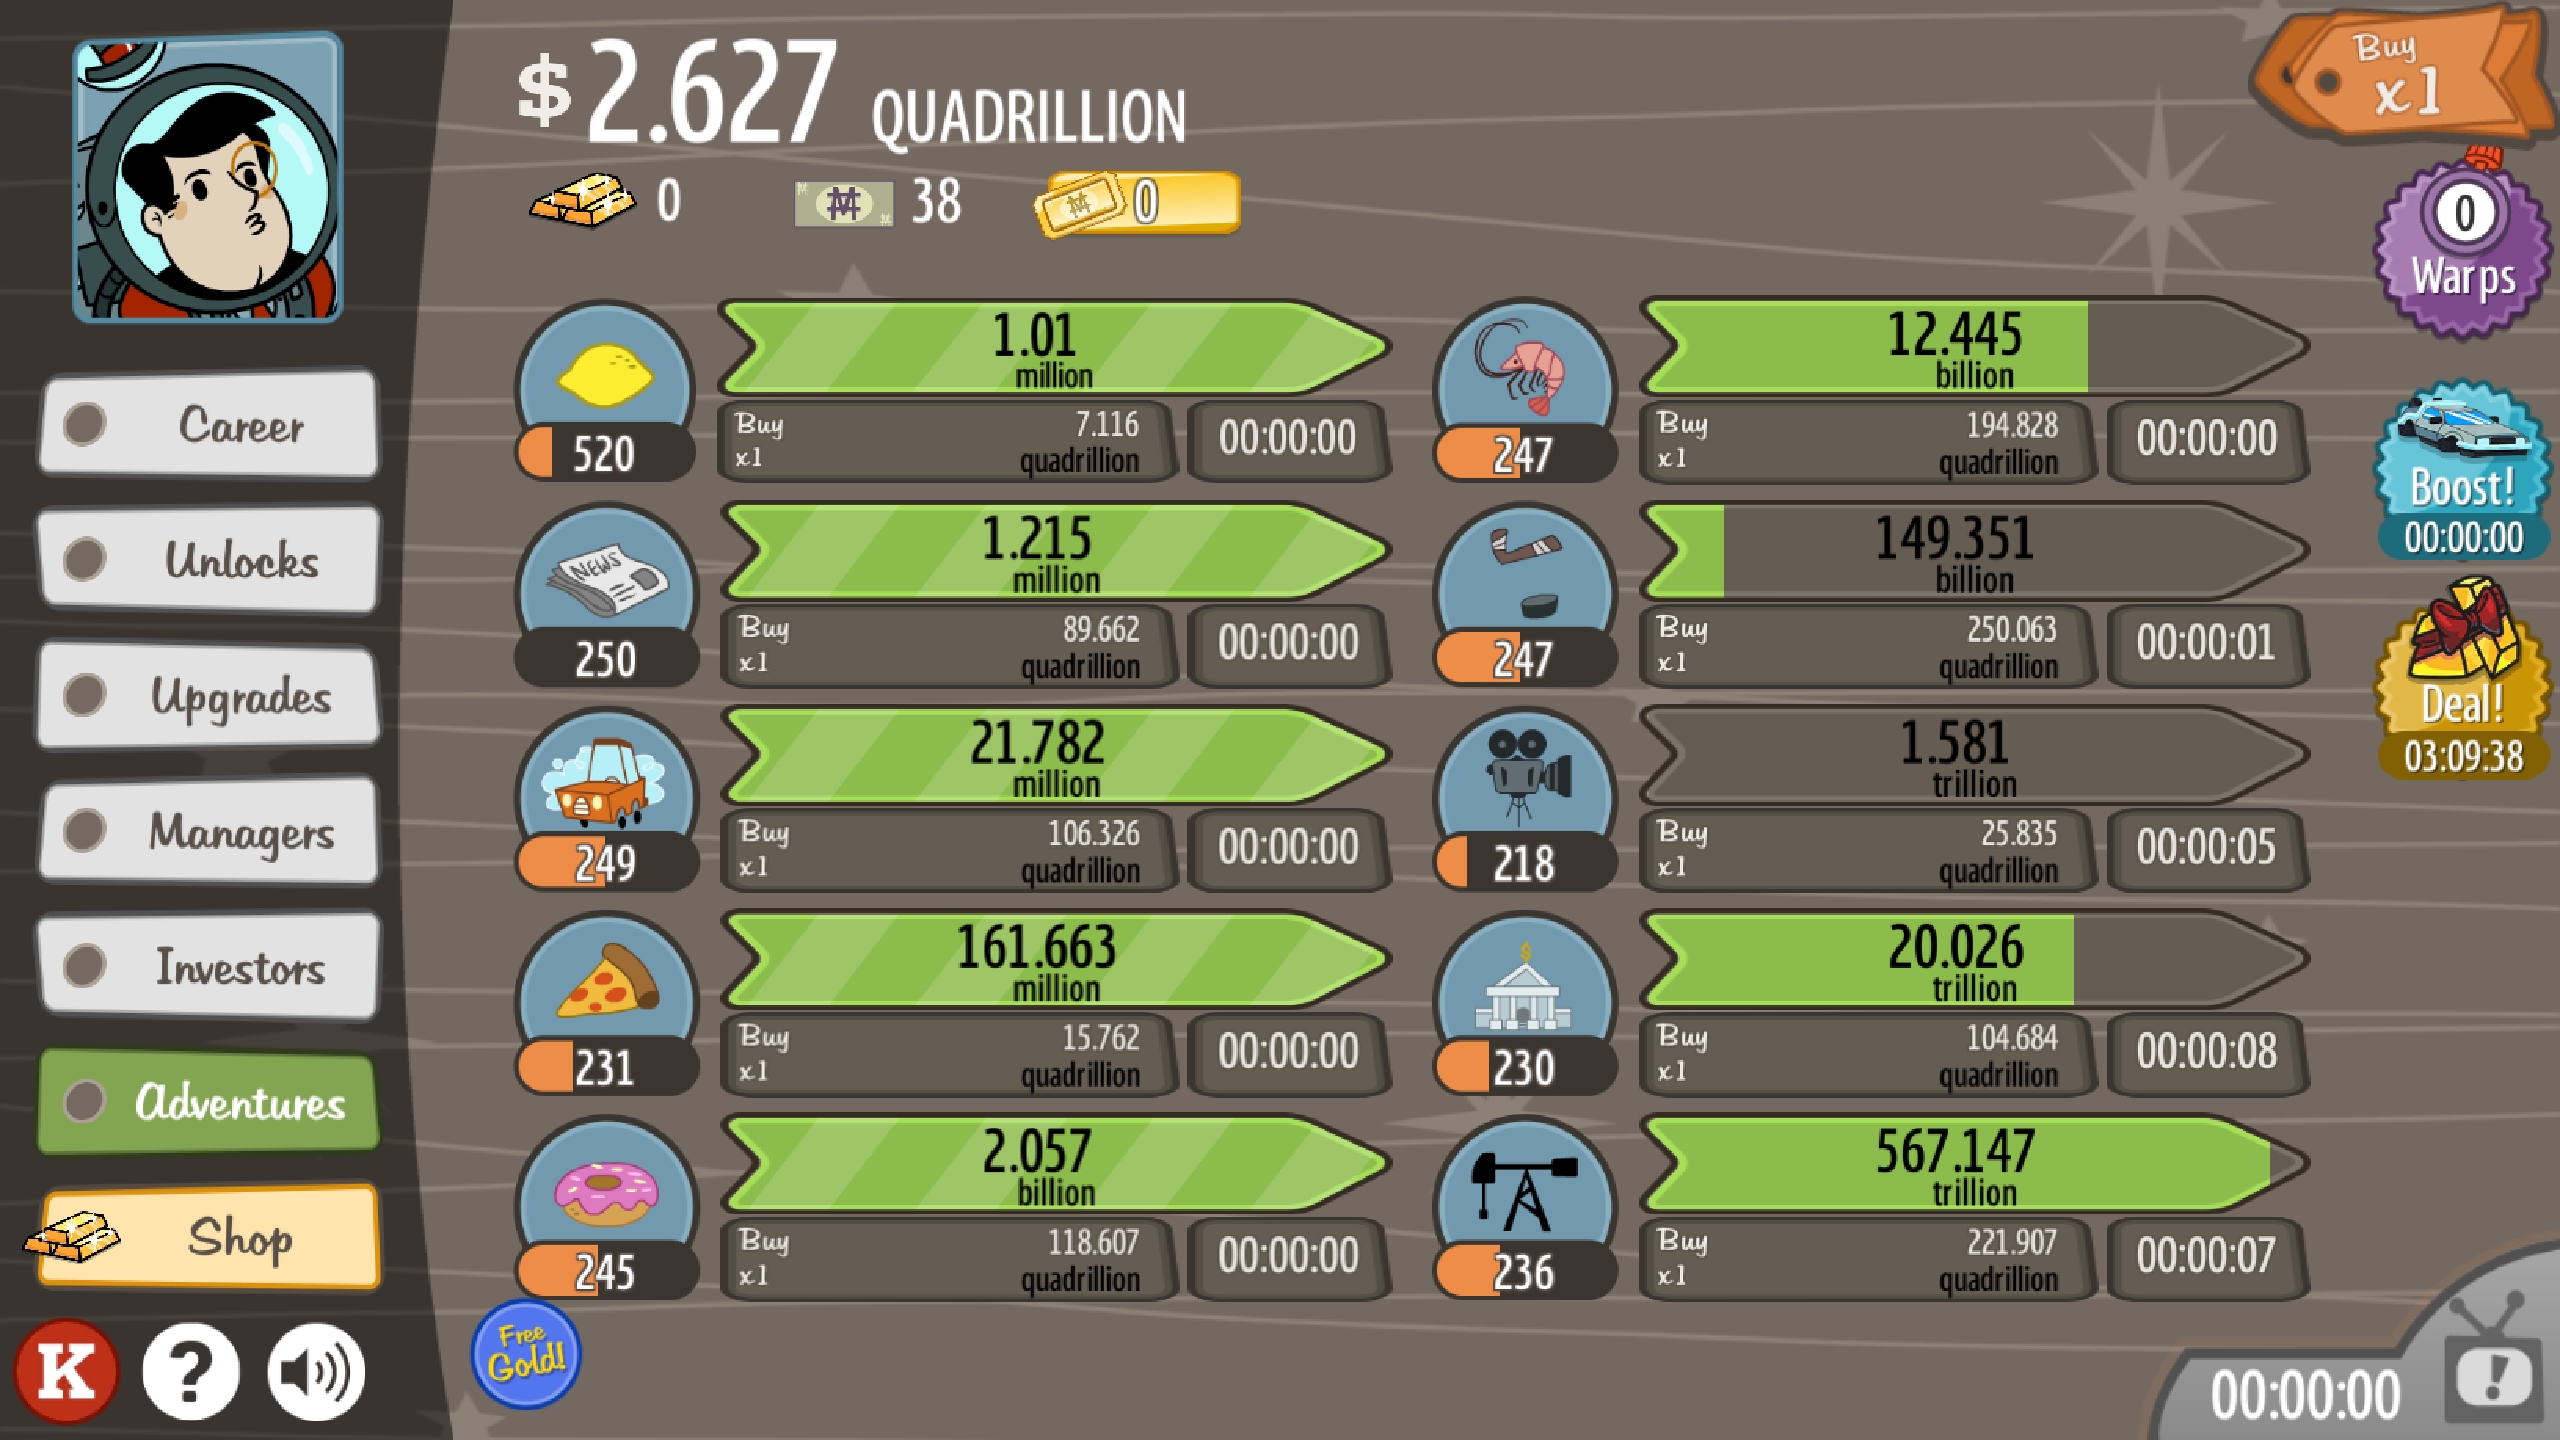 $2.627 QUADRILLION
0 38 0
Buy
x1
0
Warps
Boost!
00:00:00
Deal!
03:09:38
Career
Unlocks
Upgrades
Managers
Investors
Adventures
Shop
K ?
1.01
million
520
Buy
x1
7.116
quadrillion
00:00:00
NEWS
1.215
million
250
Buy
x1
89.662
quadrillion
00:00:00
21.782
million
249
Buy
x1
106.326
quadrillion
00:00:00
161.663
million
231
Buy
x1
15.762
quadrillion
00:00:00
2.057
billion
245
Buy
x1
118.607
quadrillion
00:00:00
12.445
billion
247
Buy
x1
194.828
quadrillion
00:00:00
149.351
billion
247
Buy
x1
250.063
quadrillion
00:00:01
1.581
trillion
218
Buy
x1
25.835
quadrillion
00:00:05
20.026
trillion
230
Buy
x1
104.684
quadrillion
00:00:08
567.147
trillion
236
Buy
x1
221.907
quadrillion
00:00:07
Free
Gold!
00:00:00
!